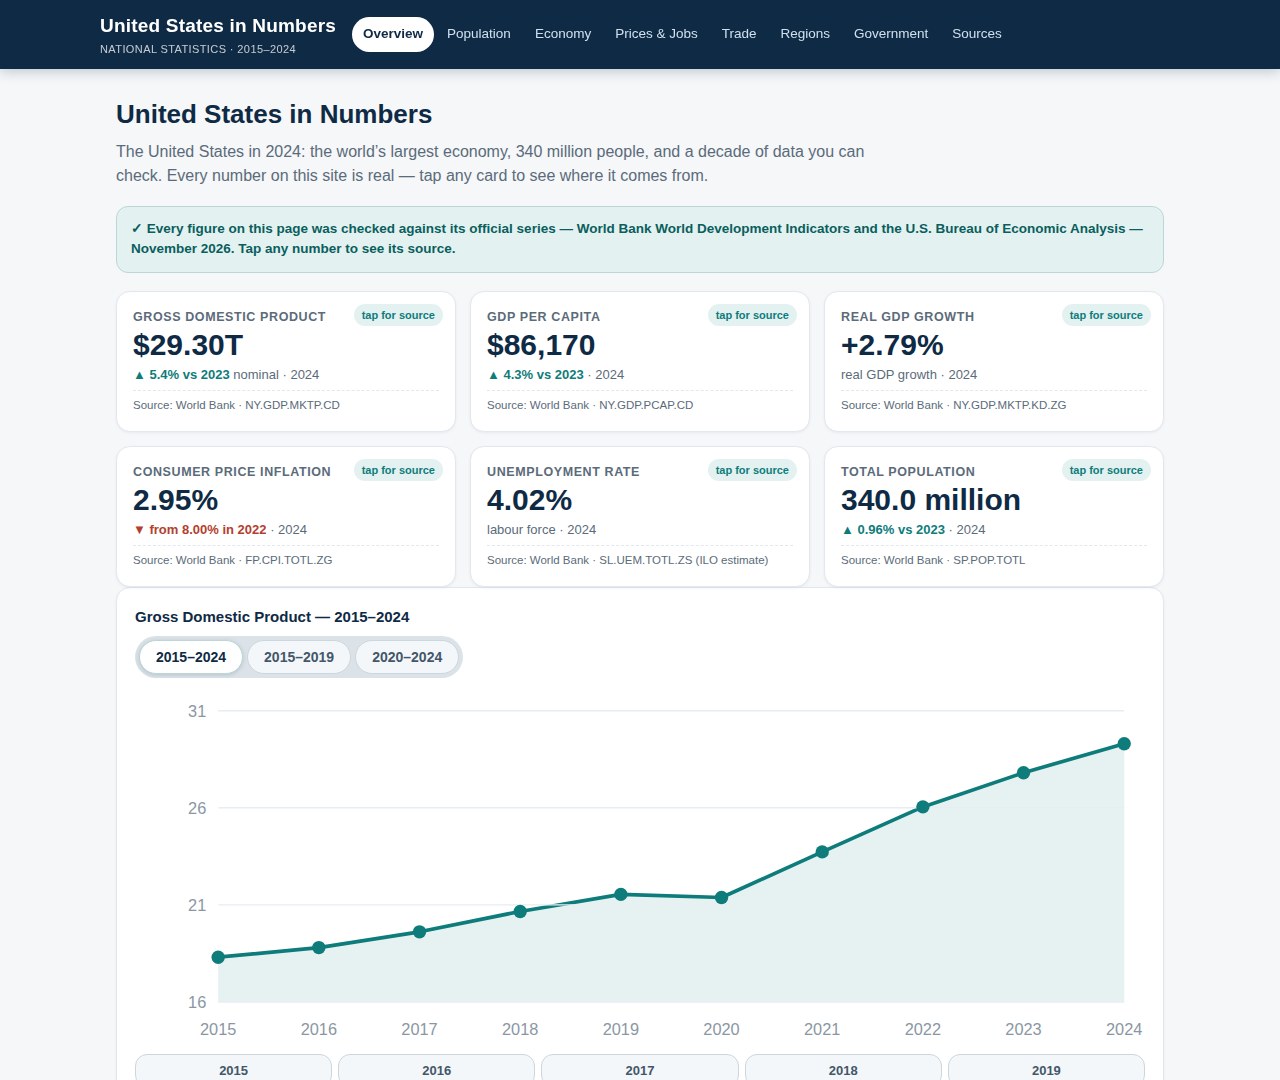 United States in Numbers
NATIONAL STATISTICS · 2015–2024
Overview
Population
Economy
Prices & Jobs
Trade
Regions
Government
Sources
United States in Numbers
The United States in 2024: the world’s largest economy, 340 million people, and a decade of data you can
check. Every number on this site is real — tap any card to see where it comes from.
✓ Every figure on this page was checked against its official series — World Bank World Development Indicators and the U.S. Bureau of Economic Analysis —
November 2026. Tap any number to see its source.
GROSS DOMESTIC PRODUCT
tap for source
$29.30T
▲ 5.4% vs 2023 nominal · 2024
Source: World Bank · NY.GDP.MKTP.CD
GDP PER CAPITA
tap for source
$86,170
▲ 4.3% vs 2023 · 2024
Source: World Bank · NY.GDP.PCAP.CD
REAL GDP GROWTH
tap for source
+2.79%
real GDP growth · 2024
Source: World Bank · NY.GDP.MKTP.KD.ZG
CONSUMER PRICE INFLATION
tap for source
2.95%
▼ from 8.00% in 2022 · 2024
Source: World Bank · FP.CPI.TOTL.ZG
UNEMPLOYMENT RATE
tap for source
4.02%
labour force · 2024
Source: World Bank · SL.UEM.TOTL.ZS (ILO estimate)
TOTAL POPULATION
tap for source
340.0 million
▲ 0.96% vs 2023 · 2024
Source: World Bank · SP.POP.TOTL
Gross Domestic Product — 2015–2024
2015–2024
2015–2019
2020–2024
31
26
21
16
2015 2016 2017 2018 2019 2020 2021 2022 2023 2024
2015
2016
2017
2018
2019